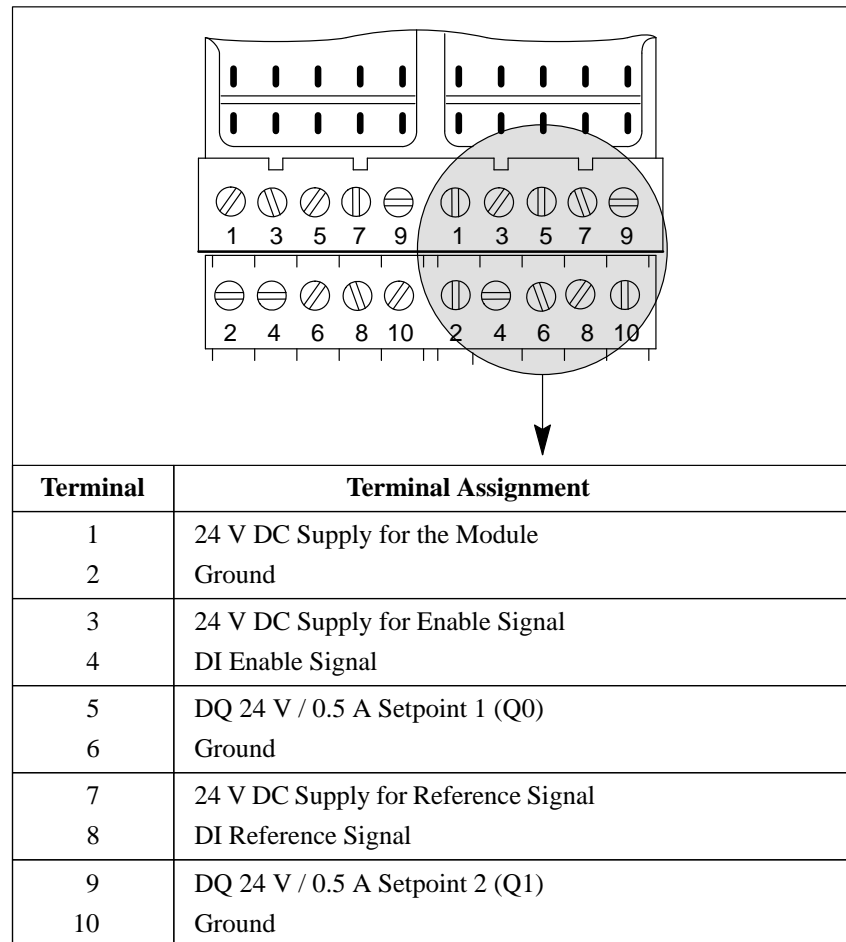 1 3 5 7 9 1 3 5 7 9
2 4 6 8 10 2 4 6 8 10
Terminal Terminal Assignment
1 24 V DC Supply for the Module
2 Ground
3 24 V DC Supply for Enable Signal
4 DI Enable Signal
5 DQ 24 V / 0.5 A Setpoint 1 (Q0)
6 Ground
7 24 V DC Supply for Reference Signal
8 DI Reference Signal
9 DQ 24 V / 0.5 A Setpoint 2 (Q1)
10 Ground